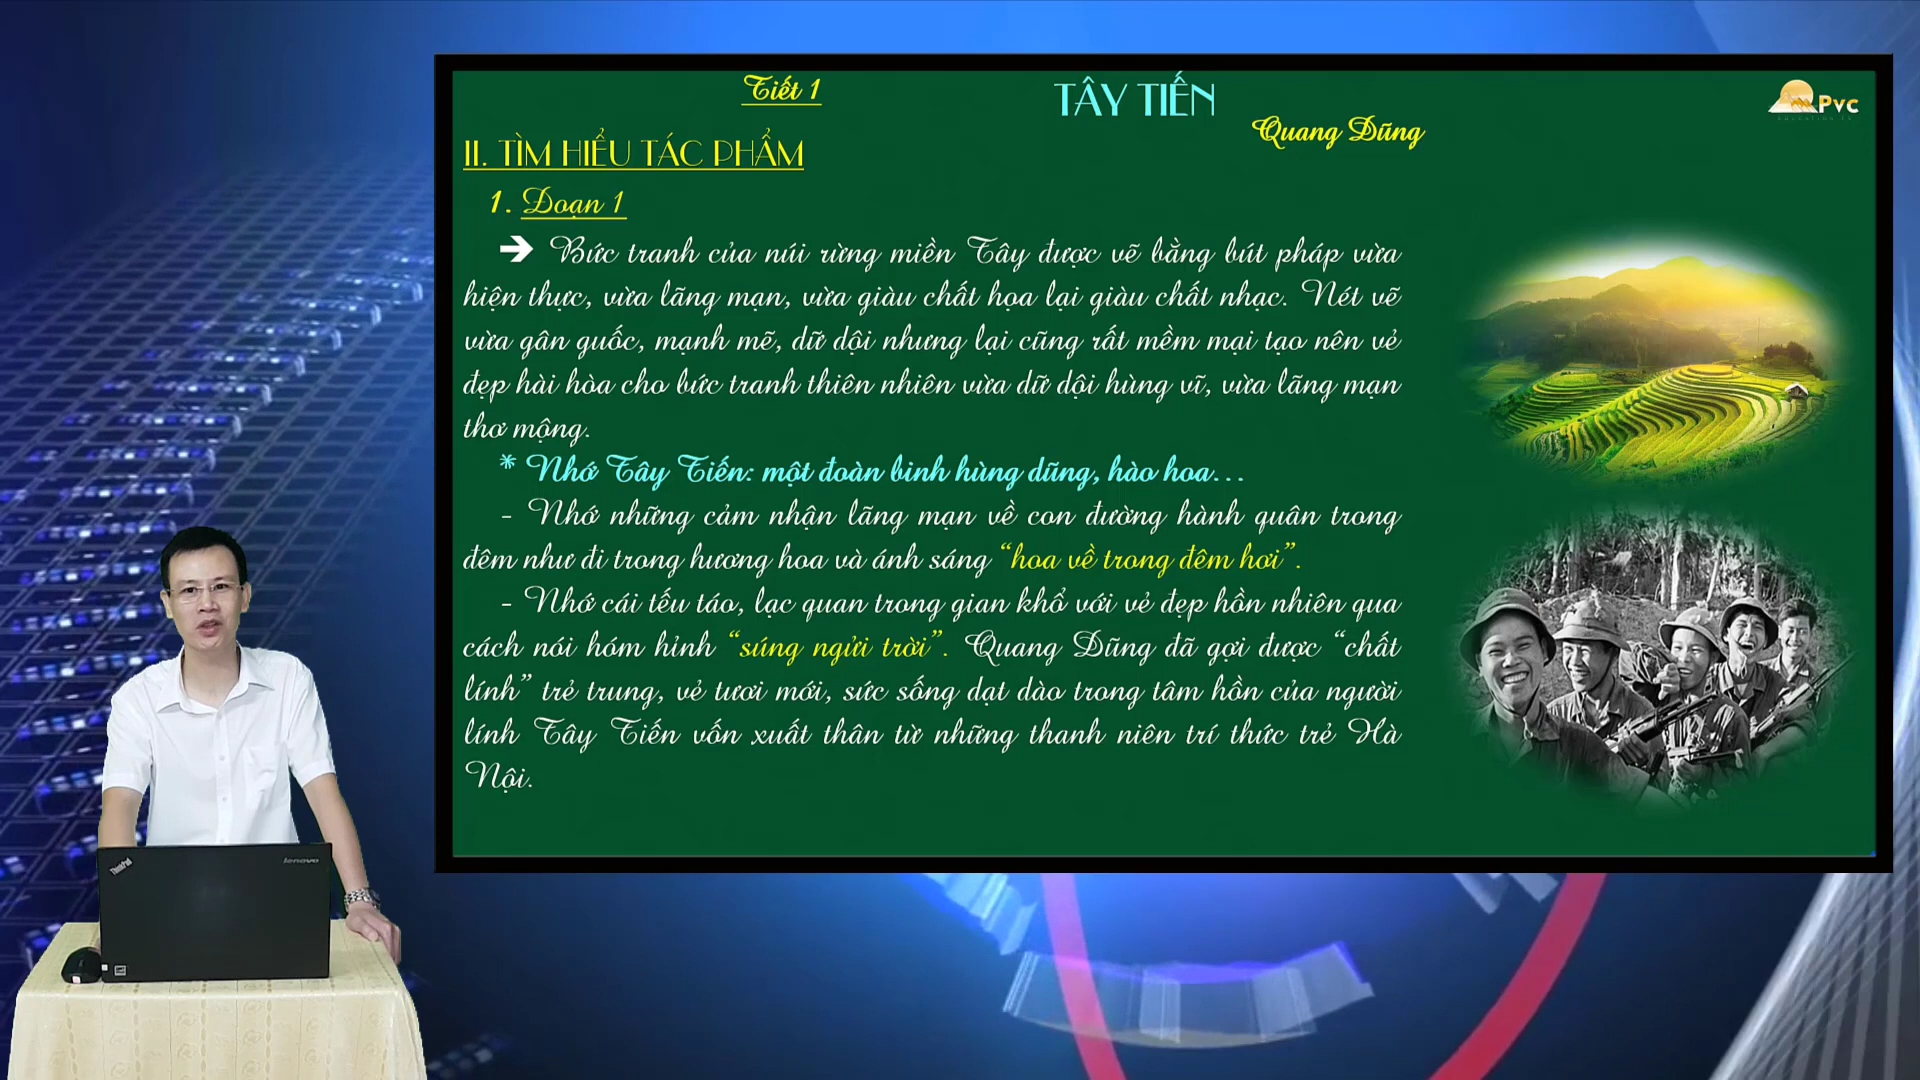 Tiết 1
TÂY TIẾN
Quang Dũng
Pvc
II. TÌM HIỂU TÁC PHẨM
1. Đoạn 1
➔ Bức tranh của núi rừng miền Tây được vẽ bằng bút pháp vừa
hiện thực, vừa lãng mạn, vừa giàu chất họa lại giàu chất nhạc. Nét vẽ
vừa gân guốc, mạnh mẽ, dữ dội nhưng lại cũng rất mềm mại tạo nên vẻ
đẹp hài hòa cho bức tranh thiên nhiên vừa dữ dội hùng vĩ, vừa lãng mạn
thơ mộng.
* Nhớ Tây Tiến: một đoàn binh hùng dũng, hào hoa...
- Nhớ những cảm nhận lãng mạn về con đường hành quân trong
đêm như đi trong hương hoa và ánh sáng “hoa về trong đêm hơi”.
- Nhớ cái tếu táo, lạc quan trong gian khổ với vẻ đẹp hồn nhiên qua
cách nói hóm hỉnh “súng ngửi trời”. Quang Dũng đã gợi được “chất
lính” trẻ trung, vẻ tươi mới, sức sống dạt dào trong tâm hồn của người
lính Tây Tiến vốn xuất thân từ những thanh niên trí thức trẻ Hà
Nội.
ThinkPad
lenovo